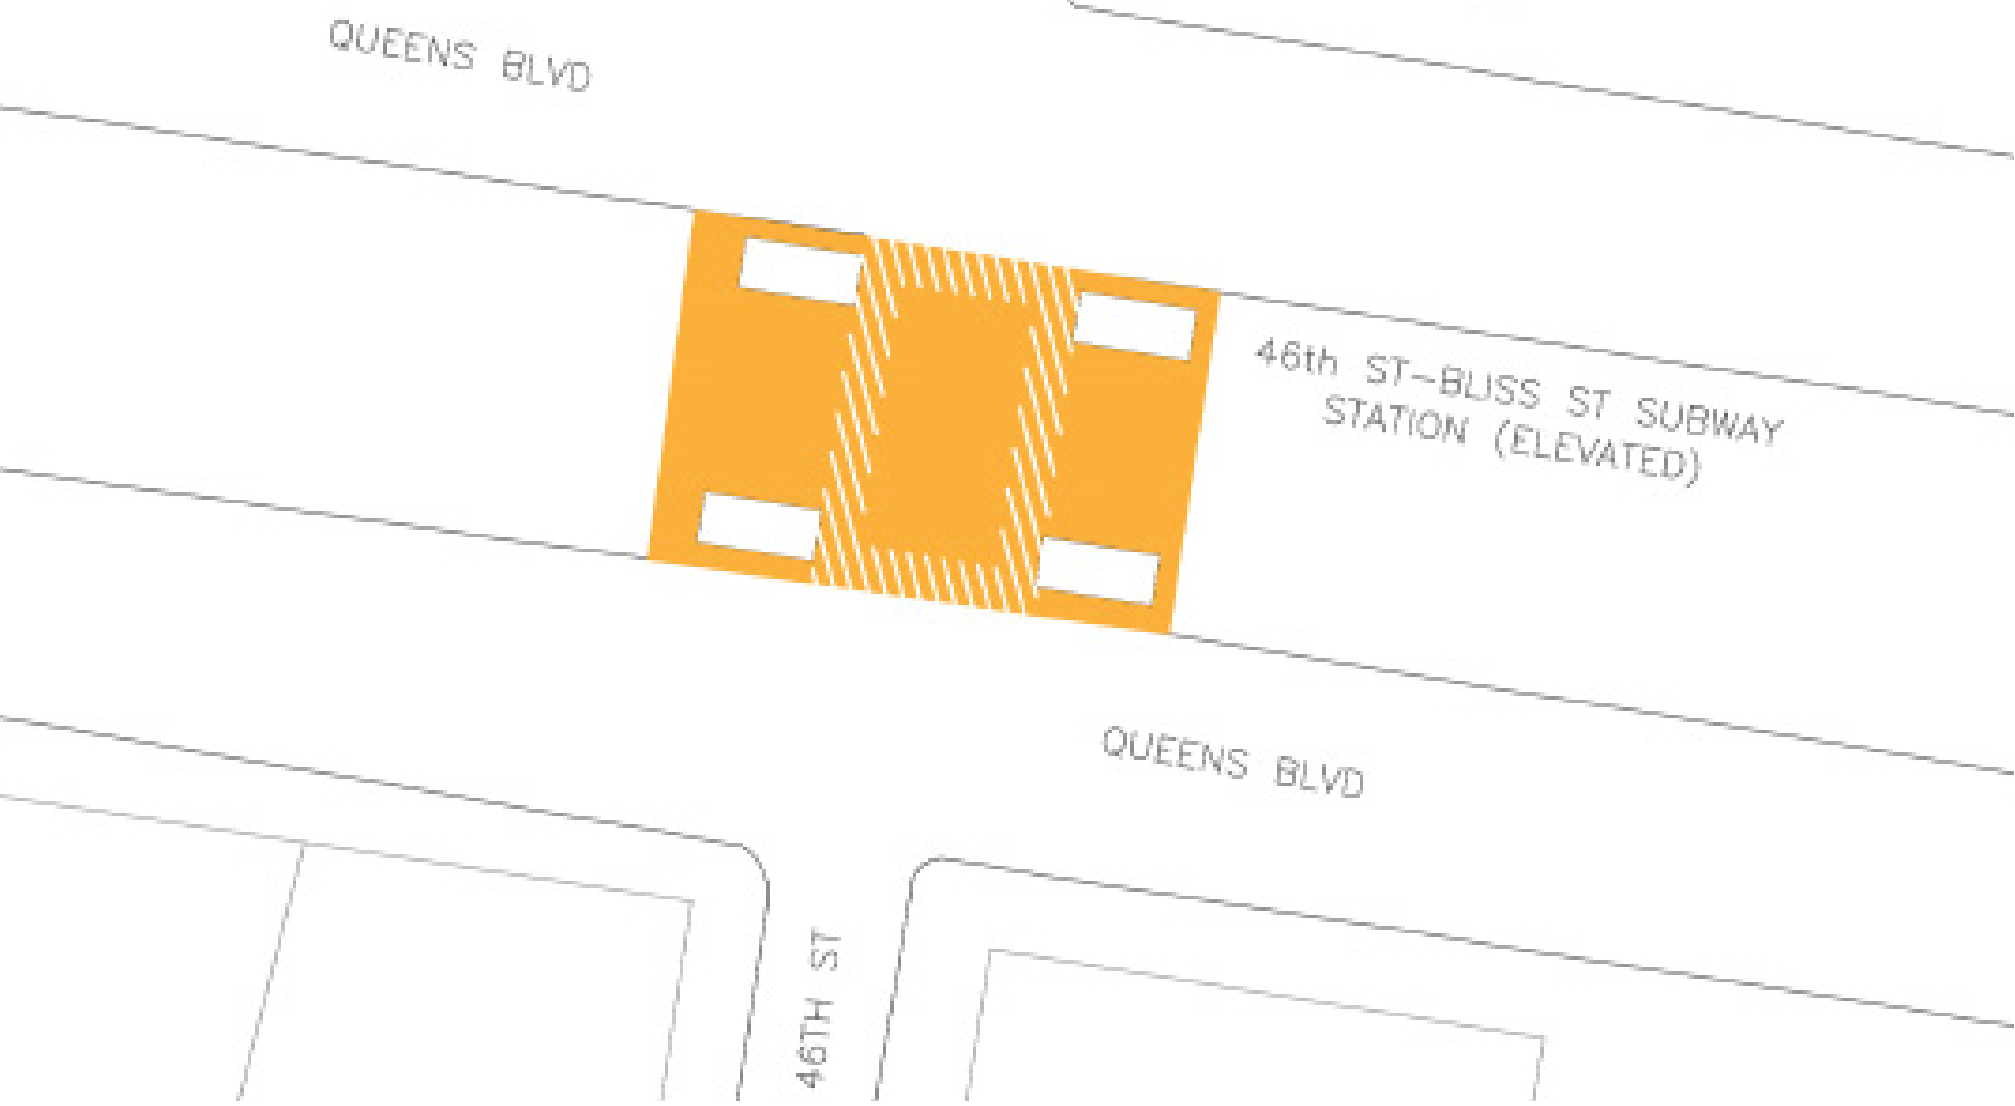 QUEENS BLVD
46th ST-BLISS ST SUBWAY
STATION (ELEVATED)
QUEENS BLVD
46TH ST